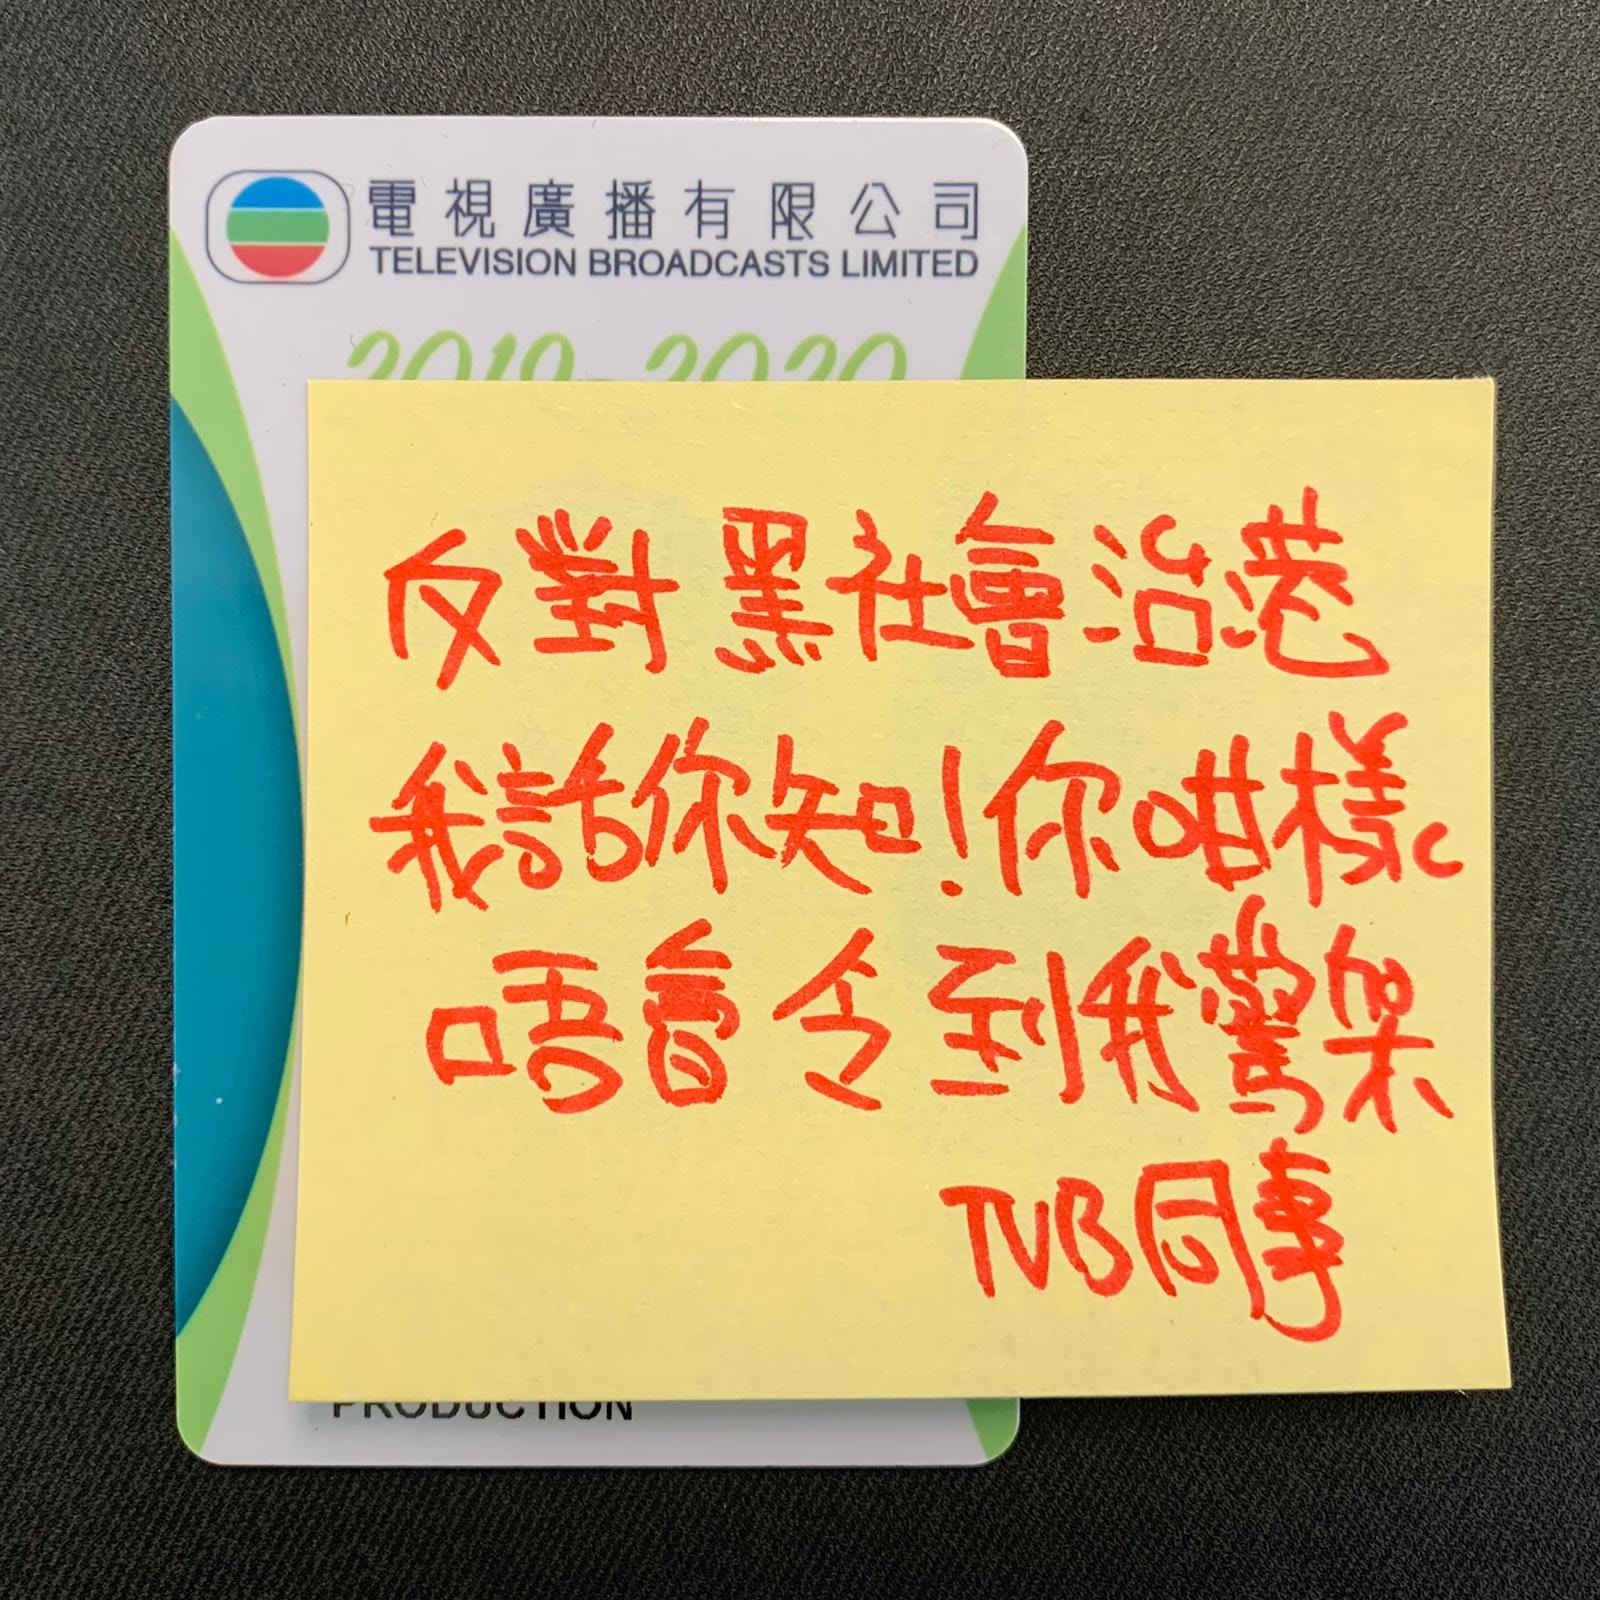 電視廣播有限公司
TELEVISION BROADCASTS LIMITED
2019-2020
反對黑社會治港
我話你知!你咁樣
唔會令到我驚架
TVB同事
PRODUCTION